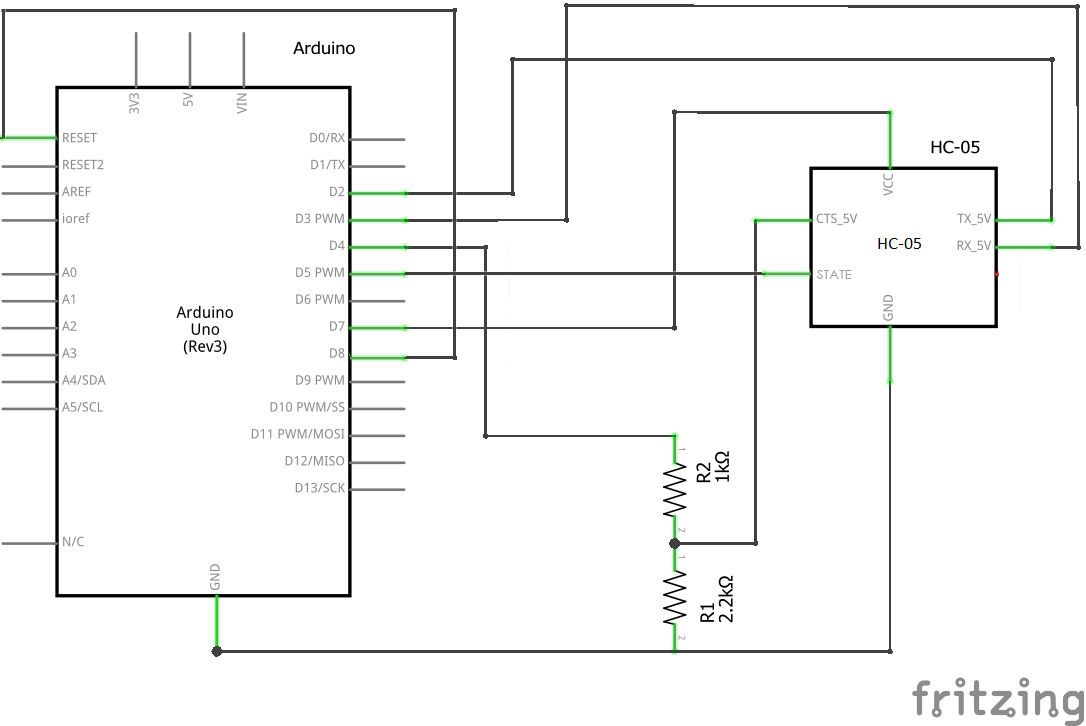 Arduino
3V3
5V
VIN
RESET
RESET2
AREF
ioref
A0
A1
A2
A3
A4/SDA
A5/SCL
N/C
Arduino
Uno
(Rev3)
D0/RX
D1/TX
D2
D3 PWM
D4
D5 PWM
D6 PWM
D7
D8
D9 PWM
D10 PWM/SS
D11 PWM/MOSI
D12/MISO
D13/SCK
GND
HC-05
VCC
CTS_5V
TX_5V
HC-05
RX_5V
STATE
GND
1
R2
1kΩ
2
1
R1
2.2kΩ
2
fritzing